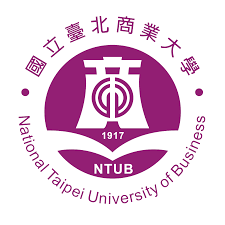 國立臺北商業大學
1917
NTUB
National Taipei University of Business